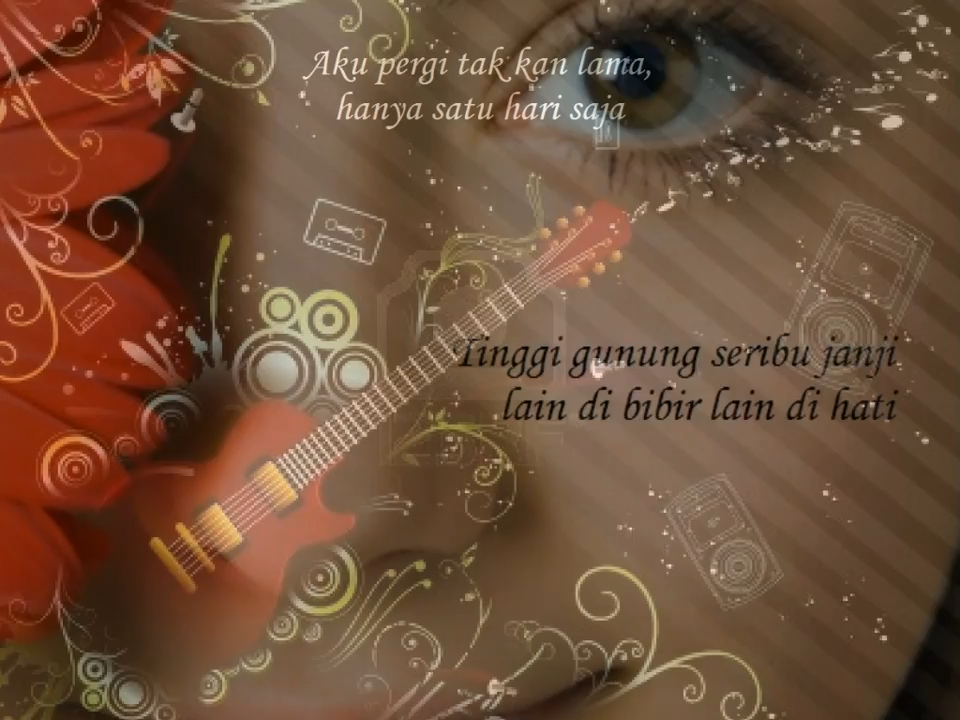 Aku pergi tak kan lama,
hanya satu hari saja
Tinggi gunung seribu janji
lain di bibir lain di hati